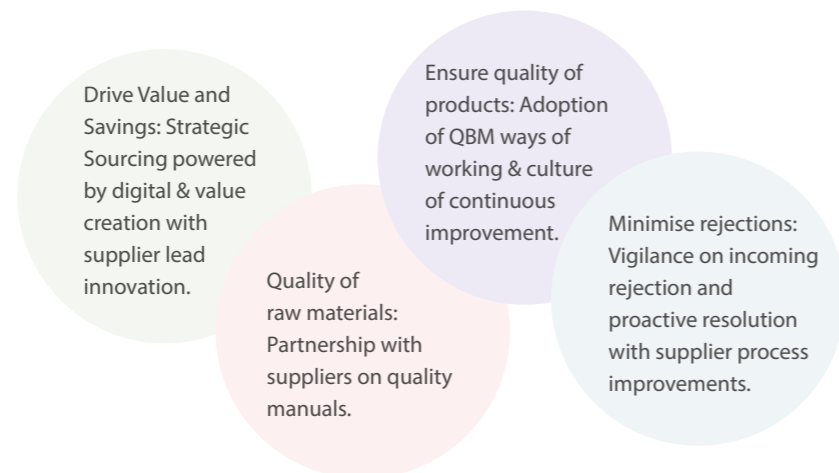 Drive Value and
Savings: Strategic
Sourcing powered
by digital & value
creation with
supplier lead
innovation.
Quality of
raw materials:
Partnership with
suppliers on quality
manuals.
Ensure quality of
products: Adoption
of QBM ways of
working & culture
of continuous
improvement.
Minimise rejections:
Vigilance on incoming
rejection and
proactive resolution
with supplier process
improvements.